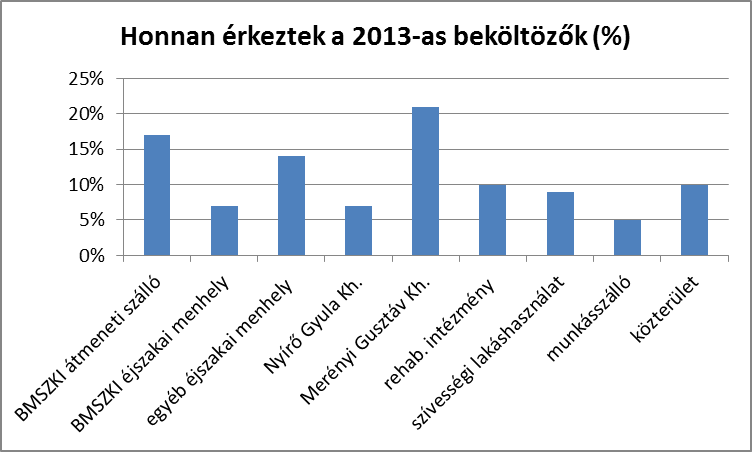 Honnan érkeztek a 2013-as beköltözők (%)
25%
20%
15%
10%
5%
0%
BMSZKI átmeneti szálló
BMSZKI éjszakai menhely
egyéb éjszakai menhely
Nyírő Gyula Kh.
Merényi Gusztáv Kh.
rehab. intézmény
szívességi lakáshasználat
munkásszálló
közterület